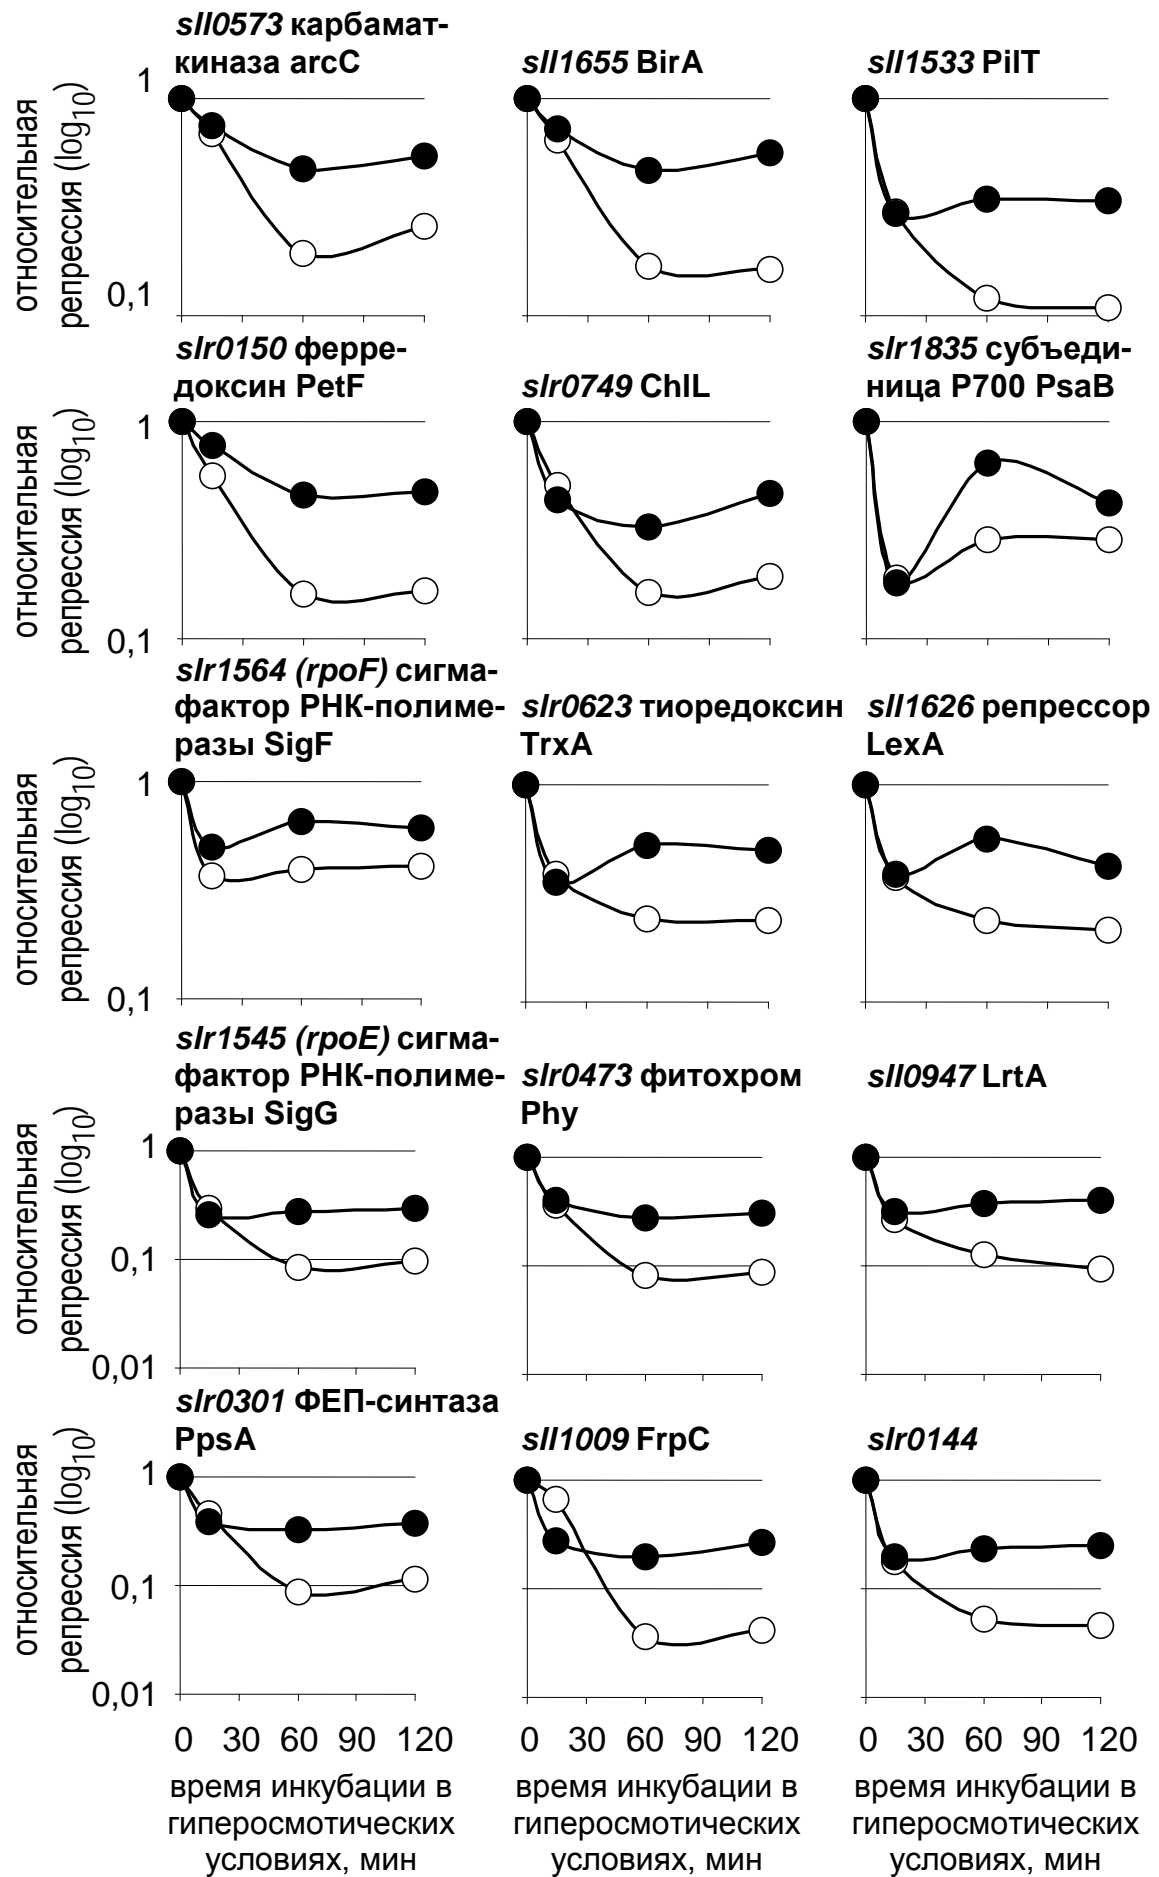 sll0573 карбамат-
киназа arcC
sll1655 BirA
sll1533 PilT
относительная
репрессия (log10)
1
0,1
slr0150 ферре-
доксин PetF
slr0749 ChlL
slr1835 субъеди-
ница P700 PsaB
относительная
репрессия (log10)
1
0,1
slr1564 (rpoF) сигма-
фактор РНК-полиме-
разы SigF
slr0623 тиоредоксин
TrxA
sll1626 репрессор
LexA
относительная
репрессия (log10)
1
0,1
slr1545 (rpoE) сигма-
фактор РНК-полиме-
разы SigG
slr0473 фитохром
Phy
sll0947 LrtA
относительная
репрессия (log10)
1
0,1
0,01
slr0301 ФЕП-синтаза
PpsA
sll1009 FrpC
slr0144
относительная
репрессия (log10)
1
0,1
0,01
0 30 60 90 120
0 30 60 90 120
0 30 60 90 120
время инкубации в
гиперосмотических
условиях, мин
время инкубации в
гиперосмотических
условиях, мин
время инкубации в
гиперосмотических
условиях, мин